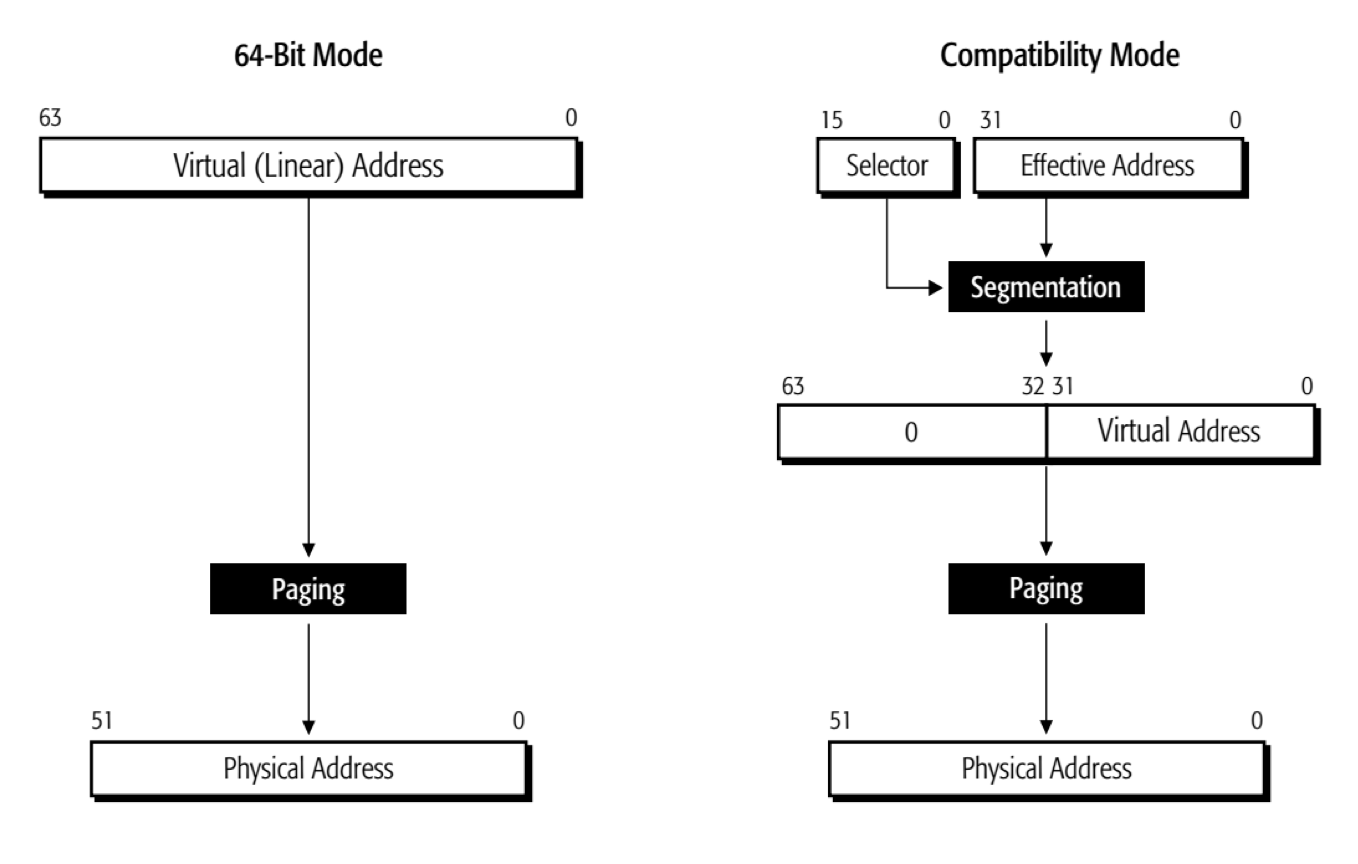 64-Bit Mode
63 0
Virtual (Linear) Address
Paging
51 0
Physical Address
Compatibility Mode
15 0 31 0
Selector Effective Address
Segmentation
63 32 31 0
0 Virtual Address
Paging
51 0
Physical Address